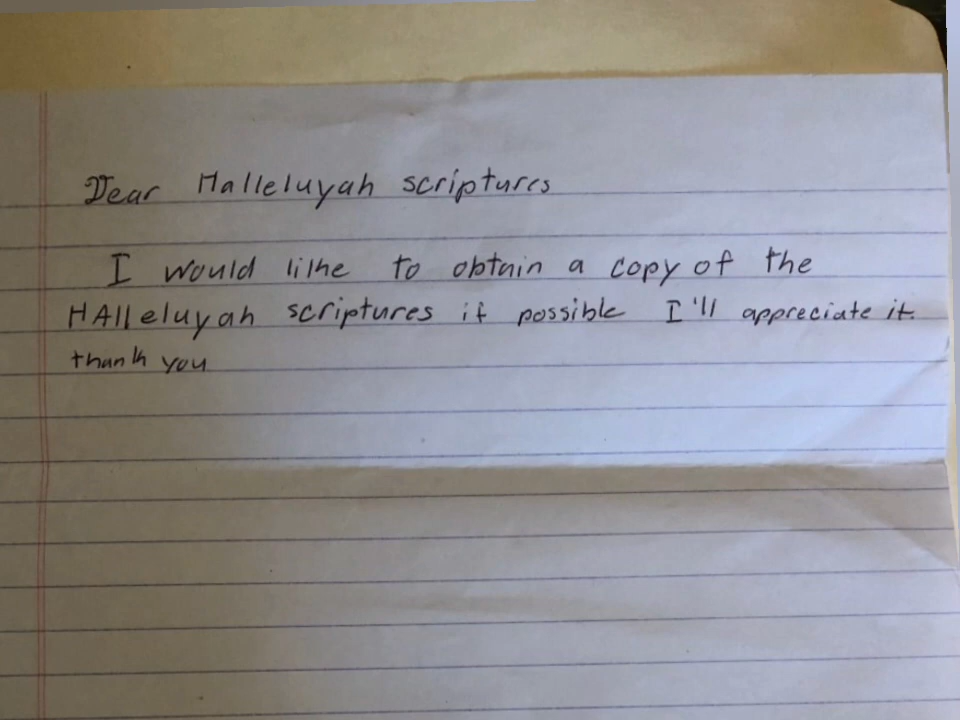 Dear Halleluyah scriptures
I would like to obtain a copy of the
HAlleluyah scriptures if possible I'll appreciate it.
thank you